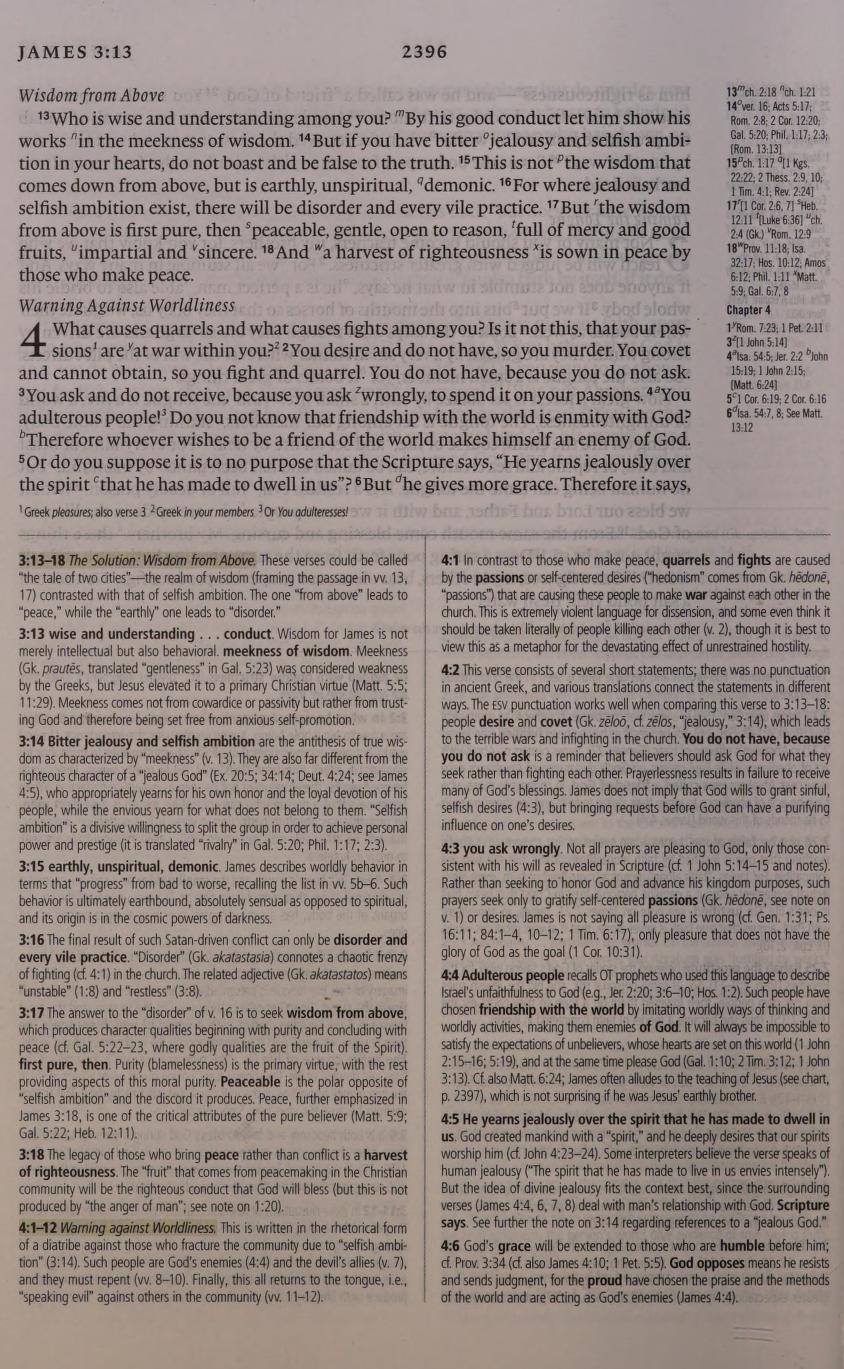 JAMES 3:13
2396
Wisdom from Above
13 Who is wise and understanding among you? m By his good conduct let him show his
works n in the meekness of wisdom. 14 But if you have bitter o jealousy and selfish ambi-
tion in your hearts, do not boast and be false to the truth. 15 This is not p the wisdom that
comes down from above, but is earthly, unspiritual, q demonic. 16 For where jealousy and
selfish ambition exist, there will be disorder and every vile practice. 17 But r the wisdom
from above is first pure, then s peaceable, gentle, open to reason, t full of mercy and good
fruits, u impartial and v sincere. 18 And w a harvest of righteousness x is sown in peace by
those who make peace.
Warning Against Worldliness
4 What causes quarrels and what causes fights among you? Is it not this, that your pas-
sions1 are y at war within you?2 2 You desire and do not have, so you murder. You covet
and cannot obtain, so you fight and quarrel. You do not have, because you do not ask.
3 You ask and do not receive, because you ask z wrongly, to spend it on your passions. 4 a You
adulterous people!3 Do you not know that friendship with the world is enmity with God?
b Therefore whoever wishes to be a friend of the world makes himself an enemy of God.
5 Or do you suppose it is to no purpose that the Scripture says, “He yearns jealously over
the spirit c that he has made to dwell in us”? 6 But d he gives more grace. Therefore it says,
1 Greek pleasures; also verse 3 2 Greek in your members 3 Or You adulteresses!
13 m ch. 2:18 n ch. 1:21
14 o ver. 16; Acts 5:17;
Rom. 2:8; 2 Cor. 12:20;
Gal. 5:20; Phil. 1:17; 2:3;
[Rom. 13:13]
15 p ch. 1:17 q [1 Kgs.
22:22; 2 Thess. 2:9, 10;
1 Tim. 4:1; Rev. 2:24]
17 r [1 Cor. 2:6, 7] s Heb.
12:11 t [Luke 6:36] u ch.
2:4 (Gk.) v Rom. 12:9
18 w Prov. 11:18; Isa.
32:17; Hos. 10:12; Amos
6:12; Phil. 1:11 x Matt.
5:9; Gal. 6:7, 8
Chapter 4
1 y Rom. 7:23; 1 Pet. 2:11
3 z [1 John 5:14]
4 a Isa. 54:5; Jer. 2:2 b John
15:19; 1 John 2:15;
[Matt. 6:24]
5 c 1 Cor. 6:19; 2 Cor. 6:16
6 d Isa. 54:7, 8; See Matt.
13:12
3:13–18 The Solution: Wisdom from Above. These verses could be called
“the tale of two cities”—the realm of wisdom (framing the passage in vv. 13,
17) contrasted with that of selfish ambition. The one “from above” leads to
“peace,” while the “earthly” one leads to “disorder.”
3:13 wise and understanding . . . conduct. Wisdom for James is not
merely intellectual but also behavioral. meekness of wisdom. Meekness
(Gk. prautēs, translated “gentleness” in Gal. 5:23) was considered weakness
by the Greeks, but Jesus elevated it to a primary Christian virtue (Matt. 5:5;
11:29). Meekness comes not from cowardice or passivity but rather from trust-
ing God and therefore being set free from anxious self-promotion.
3:14 Bitter jealousy and selfish ambition are the antithesis of true wis-
dom as characterized by “meekness” (v. 13). They are also far different from the
righteous character of a “jealous God” (Ex. 20:5; 34:14; Deut. 4:24; see James
4:5), who appropriately yearns for his own honor and the loyal devotion of his
people, while the envious yearn for what does not belong to them. “Selfish
ambition” is a divisive willingness to split the group in order to achieve personal
power and prestige (it is translated “rivalry” in Gal. 5:20; Phil. 1:17; 2:3).
3:15 earthly, unspiritual, demonic. James describes worldly behavior in
terms that “progress” from bad to worse, recalling the list in vv. 5b–6. Such
behavior is ultimately earthbound, absolutely sensual as opposed to spiritual,
and its origin is in the cosmic powers of darkness.
3:16 The final result of such Satan-driven conflict can only be disorder and
every vile practice. “Disorder” (Gk. akatastasia) connotes a chaotic frenzy
of fighting (cf. 4:1) in the church. The related adjective (Gk. akatastatos) means
“unstable” (1:8) and “restless” (3:8).
3:17 The answer to the “disorder” of v. 16 is to seek wisdom from above,
which produces character qualities beginning with purity and concluding with
peace (cf. Gal. 5:22–23, where godly qualities are the fruit of the Spirit).
first pure, then. Purity (blamelessness) is the primary virtue, with the rest
providing aspects of this moral purity. Peaceable is the polar opposite of
“selfish ambition” and the discord it produces. Peace, further emphasized in
James 3:18, is one of the critical attributes of the pure believer (Matt. 5:9;
Gal. 5:22; Heb. 12:11).
3:18 The legacy of those who bring peace rather than conflict is a harvest
of righteousness. The “fruit” that comes from peacemaking in the Christian
community will be the righteous conduct that God will bless (but this is not
produced by “the anger of man”; see note on 1:20).
4:1–12 Warning against Worldliness. This is written in the rhetorical form
of a diatribe against those who fracture the community due to “selfish ambi-
tion” (3:14). Such people are God’s enemies (4:4) and the devil’s allies (v. 7),
and they must repent (vv. 8–10). Finally, this all returns to the tongue, i.e.,
“speaking evil” against others in the community (vv. 11–12).
4:1 In contrast to those who make peace, quarrels and fights are caused
by the passions or self-centered desires (“hedonism” comes from Gk. hēdonē,
“passions”) that are causing these people to make war against each other in the
church. This is extremely violent language for dissension, and some even think it
should be taken literally of people killing each other (v. 2), though it is best to
view this as a metaphor for the devastating effect of unrestrained hostility.
4:2 This verse consists of several short statements; there was no punctuation
in ancient Greek, and various translations connect the statements in different
ways. The ESV punctuation works well when comparing this verse to 3:13–18:
people desire and covet (Gk. zēloō, cf. zēlos, “jealousy,” 3:14), which leads
to the terrible wars and infighting in the church. You do not have, because
you do not ask is a reminder that believers should ask God for what they
seek rather than fighting each other. Prayerlessness results in failure to receive
many of God’s blessings. James does not imply that God wills to grant sinful,
selfish desires (4:3), but bringing requests before God can have a purifying
influence on one’s desires.
4:3 you ask wrongly. Not all prayers are pleasing to God, only those con-
sistent with his will as revealed in Scripture (cf. 1 John 5:14–15 and notes).
Rather than seeking to honor God and advance his kingdom purposes, such
prayers seek only to gratify self-centered passions (Gk. hēdonē, see note on
v. 1) or desires. James is not saying all pleasure is wrong (cf. Gen. 1:31; Ps.
16:11; 84:1–4, 10–12; 1 Tim. 6:17), only pleasure that does not have the
glory of God as the goal (1 Cor. 10:31).
4:4 Adulterous people recalls OT prophets who used this language to describe
Israel’s unfaithfulness to God (e.g., Jer. 2:20; 3:6–10; Hos. 1:2). Such people have
chosen friendship with the world by imitating worldly ways of thinking and
worldly activities, making them enemies of God. It will always be impossible to
satisfy the expectations of unbelievers, whose hearts are set on this world (1 John
2:15–16; 5:19), and at the same time please God (Gal. 1:10; 2 Tim. 3:12; 1 John
3:13). Cf. also Matt. 6:24; James often alludes to the teaching of Jesus (see chart,
p. 2397), which is not surprising if he was Jesus’ earthly brother.
4:5 He yearns jealously over the spirit that he has made to dwell in
us. God created mankind with a “spirit,” and he deeply desires that our spirits
worship him (cf. John 4:23–24). Some interpreters believe the verse speaks of
human jealousy (“The spirit that he has made to live in us envies intensely”).
But the idea of divine jealousy fits the context best, since the surrounding
verses (James 4:4, 6, 7, 8) deal with man’s relationship with God. Scripture
says. See further the note on 3:14 regarding references to a “jealous God.”
4:6 God’s grace will be extended to those who are humble before him;
cf. Prov. 3:34 (cf. also James 4:10; 1 Pet. 5:5). God opposes means he resists
and sends judgment, for the proud have chosen the praise and the methods
of the world and are acting as God’s enemies (James 4:4).